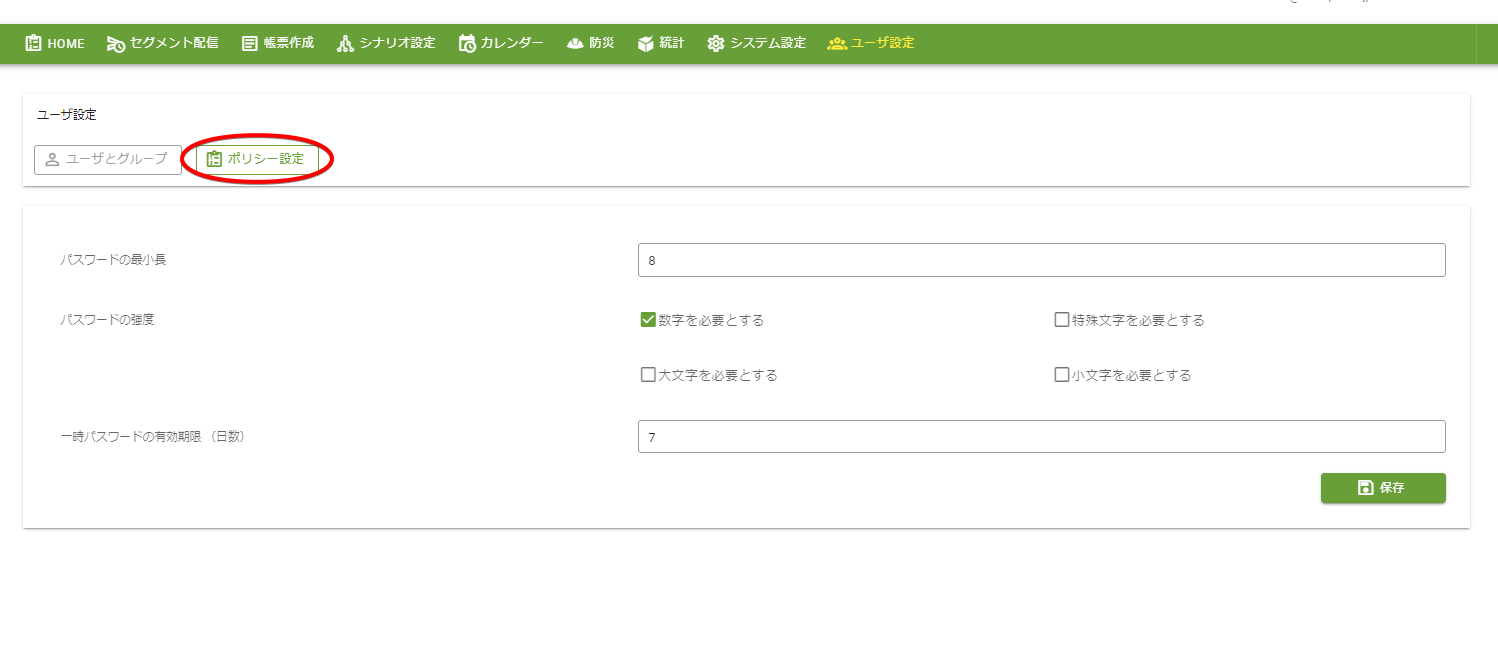 HOME セグメント配信 帳票作成 シナリオ設定 カレンダー 防災 統計 システム設定 ユーザ設定
ユーザ設定
ユーザとグループ ポリシー設定
パスワードの最小長 8
パスワードの強度 数字を必要とする 特殊文字を必要とする
大文字を必要とする 小文字を必要とする
一時パスワードの有効期限 （日数） 7
保存